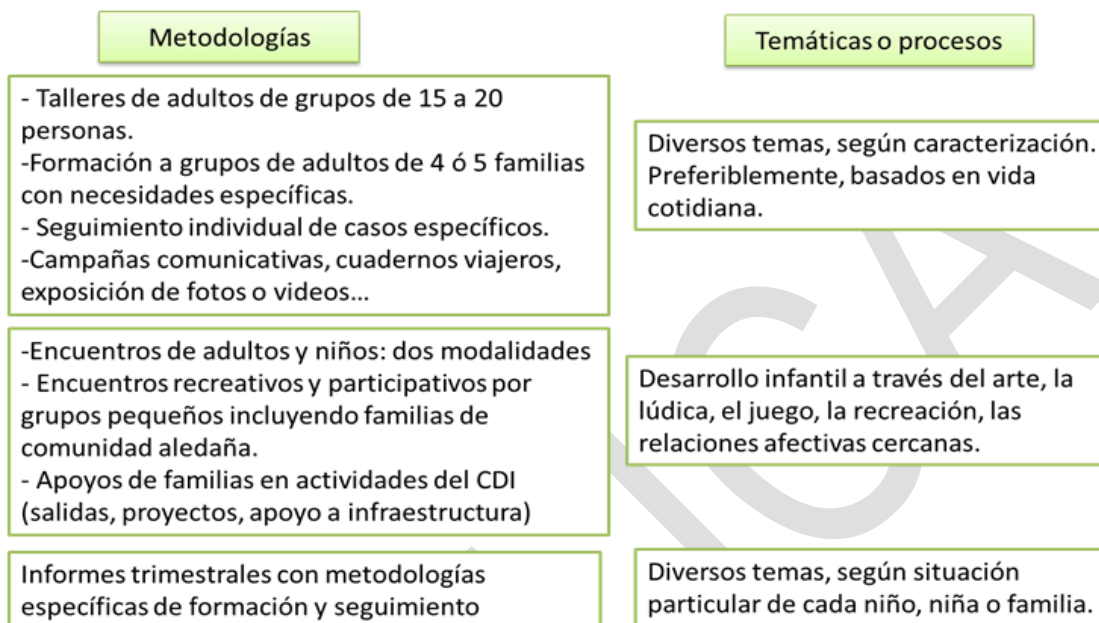 Metodologías
Temáticas o procesos
- Talleres de adultos de grupos de 15 a 20
personas.
-Formación a grupos de adultos de 4 ó 5 familias
con necesidades específicas.
- Seguimiento individual de casos específicos.
-Campañas comunicativas, cuadernos viajeros,
exposición de fotos o videos...
Diversos temas, según caracterización.
Preferiblemente, basados en vida
cotidiana.
-Encuentros de adultos y niños: dos modalidades
- Encuentros recreativos y participativos por
grupos pequeños incluyendo familias de
comunidad aledaña.
- Apoyos de familias en actividades del CDI
(salidas, proyectos, apoyo a infraestructura)
Desarrollo infantil a través del arte, la
lúdica, el juego, la recreación, las
relaciones afectivas cercanas.
Informes trimestrales con metodologías
específicas de formación y seguimiento
Diversos temas, según situación
particular de cada niño, niña o familia.
ICA